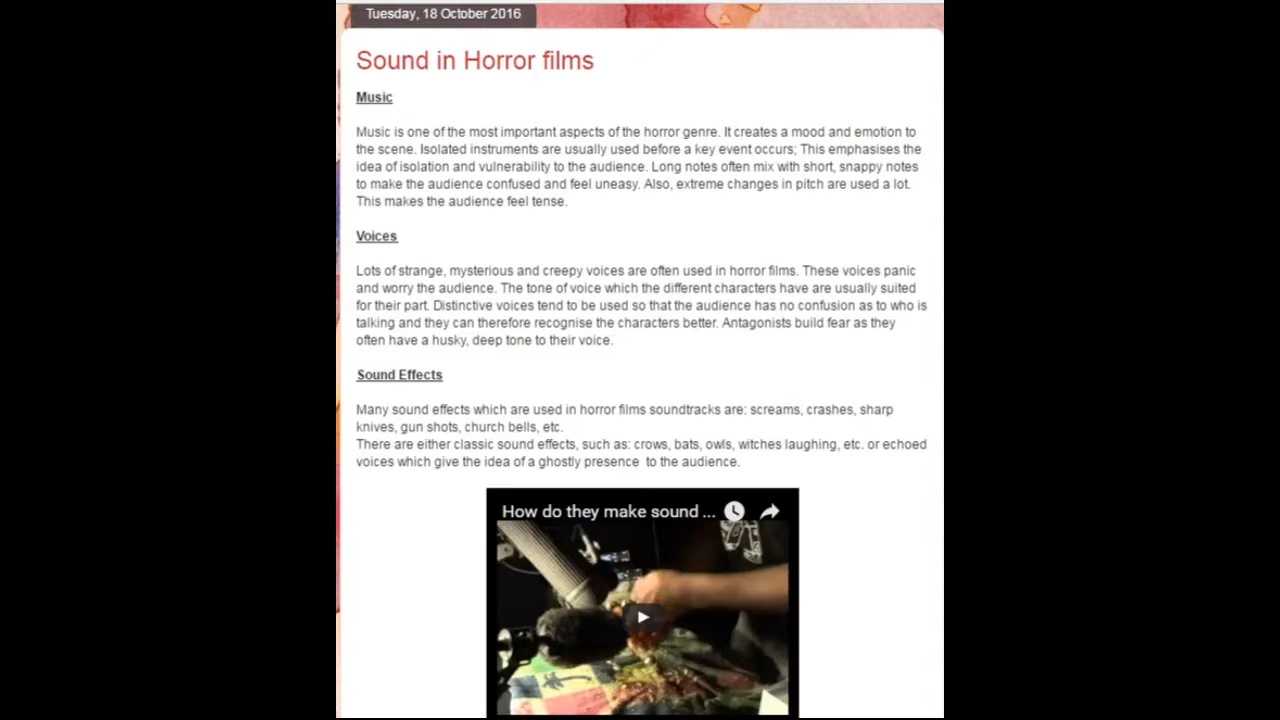 Tuesday, 18 October 2016
Sound in Horror films
Music
Music is one of the most important aspects of the horror genre. It creates a mood and emotion to
the scene. Isolated instruments are usually used before a key event occurs; This emphasises the
idea of isolation and vulnerability to the audience. Long notes often mix with short, snappy notes
to make the audience confused and feel uneasy. Also, extreme changes in pitch are used a lot.
This makes the audience feel tense.
Voices
Lots of strange, mysterious and creepy voices are often used in horror films. These voices panic
and worry the audience. The tone of voice which the different characters have are usually suited
for their part. Distinctive voices tend to be used so that the audience has no confusion as to who is
talking and they can therefore recognise the characters better. Antagonists build fear as they
often have a husky, deep tone to their voice.
Sound Effects
Many sound effects which are used in horror films soundtracks are: screams, crashes, sharp
knives, gun shots, church bells, etc.
There are either classic sound effects, such as: crows, bats, owls, witches laughing, etc. or echoed
voices which give the idea of a ghostly presence  to the audience.
How do they make sound ...